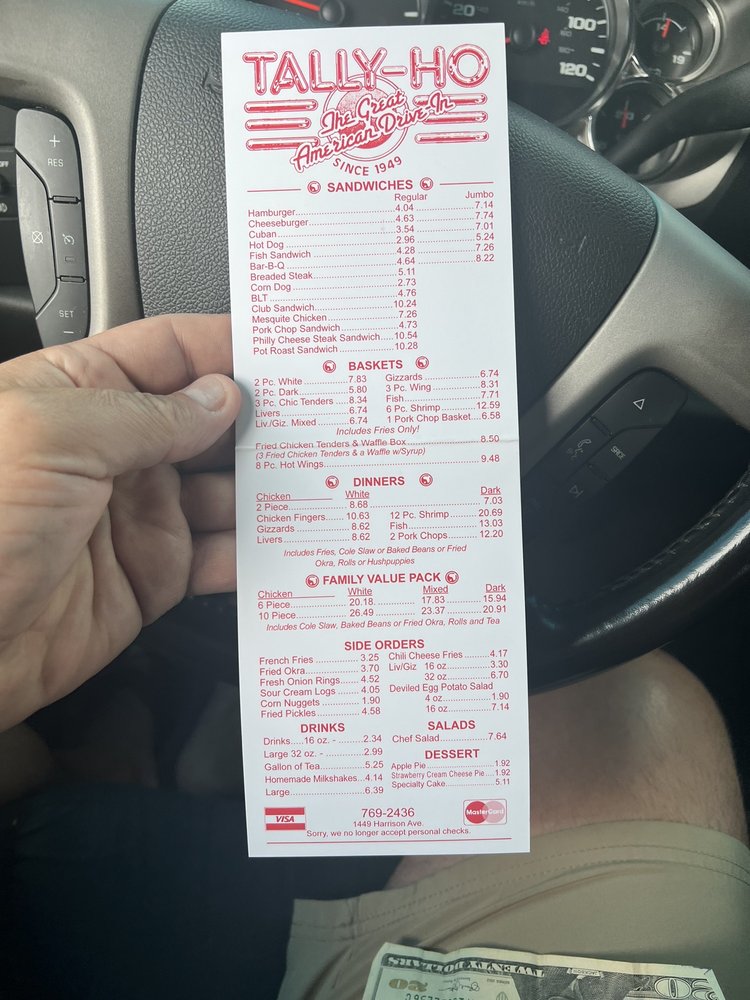 TALLY-HO
The Great
American Drive-In
SINCE 1949
SANDWICHES
Regular Jumbo
Hamburger 4.04 7.14
Cheeseburger 4.63 7.74
Cuban 3.54 7.01
Hot Dog 2.96 5.24
Fish Sandwich 4.28 7.26
Bar-B-Q 4.64 8.22
Breaded Steak 5.11
Corn Dog 2.73
BLT 4.76
Club Sandwich 10.24
Mesquite Chicken 7.26
Pork Chop Sandwich 4.73
Philly Cheese Steak Sandwich 10.54
Pot Roast Sandwich 10.28
BASKETS
2 Pc. White 7.83 Gizzards 6.74
2 Pc. Dark 5.80 3 Pc. Wing 8.31
3 Pc. Chic Tenders 8.34 Fish 7.71
Livers 6.74 6 Pc. Shrimp 12.59
Liv./Giz. Mixed 6.74 1 Pork Chop Basket 6.58
Includes Fries Only!
Fried Chicken Tenders & Waffle Box 8.50
(3 Fried Chicken Tenders & a Waffle w/Syrup)
8 Pc. Hot Wings 9.48
DINNERS
Chicken White Dark
2 Piece 8.68 7.03
Chicken Fingers 10.63 12 Pc. Shrimp 20.69
Gizzards 8.62 Fish 13.03
Livers 8.62 2 Pork Chops 12.20
Includes Fries, Cole Slaw or Baked Beans or Fried
Okra, Rolls or Hushpuppies
FAMILY VALUE PACK
Chicken White Mixed Dark
6 Piece 20.18 17.83 15.94
10 Piece 26.49 23.37 20.91
Includes Cole Slaw, Baked Beans or Fried Okra, Rolls and Tea
SIDE ORDERS
French Fries 3.25 Chili Cheese Fries 4.17
Fried Okra 3.70 Liv/Giz 16 oz 3.30
Fresh Onion Rings 4.52 32 oz. 6.70
Sour Cream Logs 4.05 Deviled Egg Potato Salad
Corn Nuggets 1.90 4 oz. 1.90
Fried Pickles 4.58 16 oz. 7.14
DRINKS
Drinks.....16 oz. - 2.34
Large 32 oz. - 2.99
Gallon of Tea 5.25
Homemade Milkshakes 4.14
Large 6.39
SALADS
Chef Salad 7.64
DESSERT
Apple Pie 1.92
Strawberry Cream Cheese Pie 1.92
Specialty Cake 5.11
VISA
769-2436
MasterCard
1449 Harrison Ave.
Sorry, we no longer accept personal checks.
+
RES
SET
−
OFF
20
100
120
19
SRCE
TWENTY DOLLARS
20